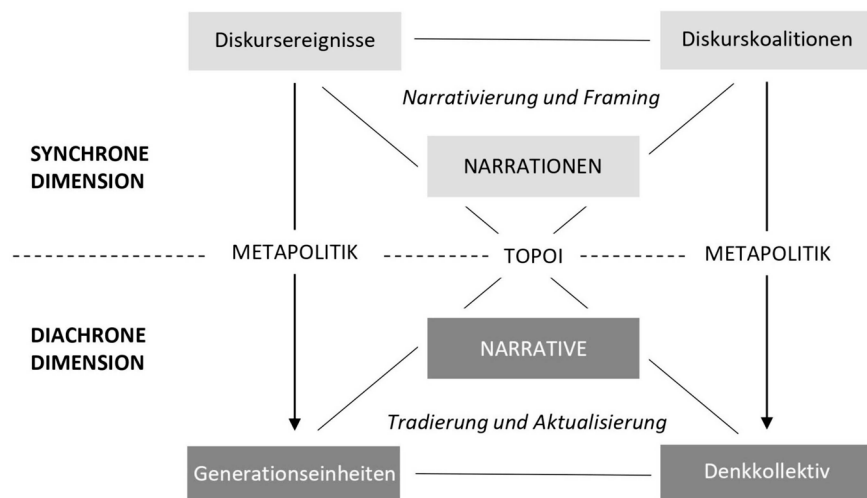 Diskursereignisse
Diskurskoalitionen
Narrativierung und Framing
SYNCHRONE
DIMENSION
NARRATIONEN
METAPOLITIK
TOPOI
METAPOLITIK
DIACHRONE
DIMENSION
NARRATIVE
Tradierung und Aktualisierung
Generationseinheiten
Denkkollektiv